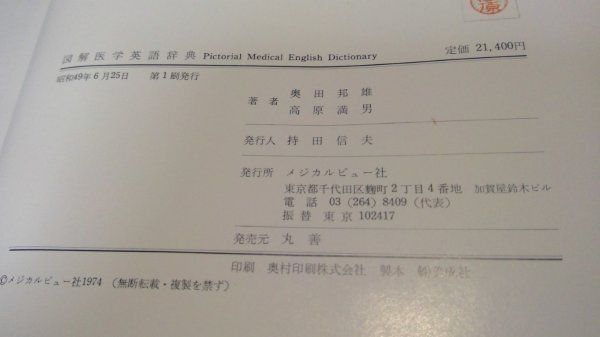 図解医学英語辞典 Pictorial Medical English Dictionary 定価 21,400円
昭和49年6月25日 第1刷発行
著者 奥田邦雄
高原満男
発行人 持田信夫
発行所 メジカルビュー社
東京都千代田区麹町2丁目4番地 加賀屋鈴木ビル
電話 03 (264) 8409 (代表)
振替 東京 102417
発売元 丸善
印刷 奥村印刷株式会社 製本
©メジカルビュー社1974 (無断転載・複製を禁ず)